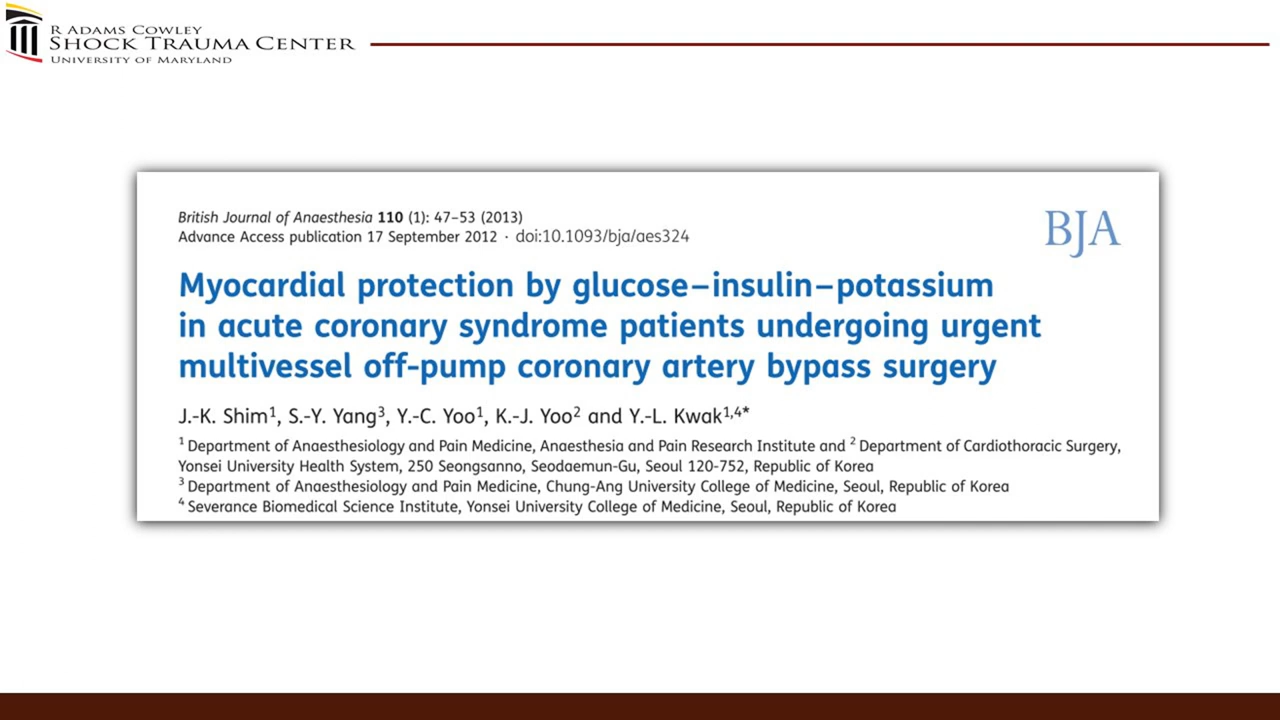 R Adams Cowley
Shock Trauma Center
University of Maryland
British Journal of Anaesthesia 110 (1): 47–53 (2013)
Advance Access publication 17 September 2012 · doi:10.1093/bja/aes324
BJA
Myocardial protection by glucose–insulin–potassium
in acute coronary syndrome patients undergoing urgent
multivessel off-pump coronary artery bypass surgery
J.-K. Shim1, S.-Y. Yang3, Y.-C. Yoo1, K.-J. Yoo2 and Y.-L. Kwak1,4*
1 Department of Anaesthesiology and Pain Medicine, Anaesthesia and Pain Research Institute and 2 Department of Cardiothoracic Surgery,
Yonsei University Health System, 250 Seongsanno, Seodaemun-Gu, Seoul 120-752, Republic of Korea
3 Department of Anaesthesiology and Pain Medicine, Chung-Ang University College of Medicine, Seoul, Republic of Korea
4 Severance Biomedical Science Institute, Yonsei University College of Medicine, Seoul, Republic of Korea